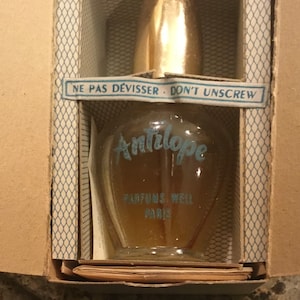 NE PAS DÉVISSER · DON'T UNSCREW
Antilope
PARFUMS WEIL
PARIS